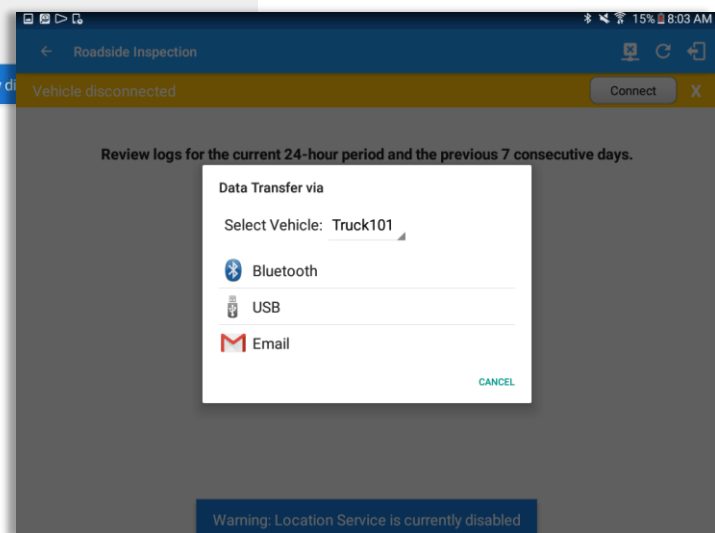 15% 8:03 AM
Roadside Inspection
Vehicle disconnected
Connect
X
Review logs for the current 24-hour period and the previous 7 consecutive days.
Data Transfer via
Select Vehicle: Truck101
Bluetooth
USB
Email
CANCEL
Warning: Location Service is currently disabled